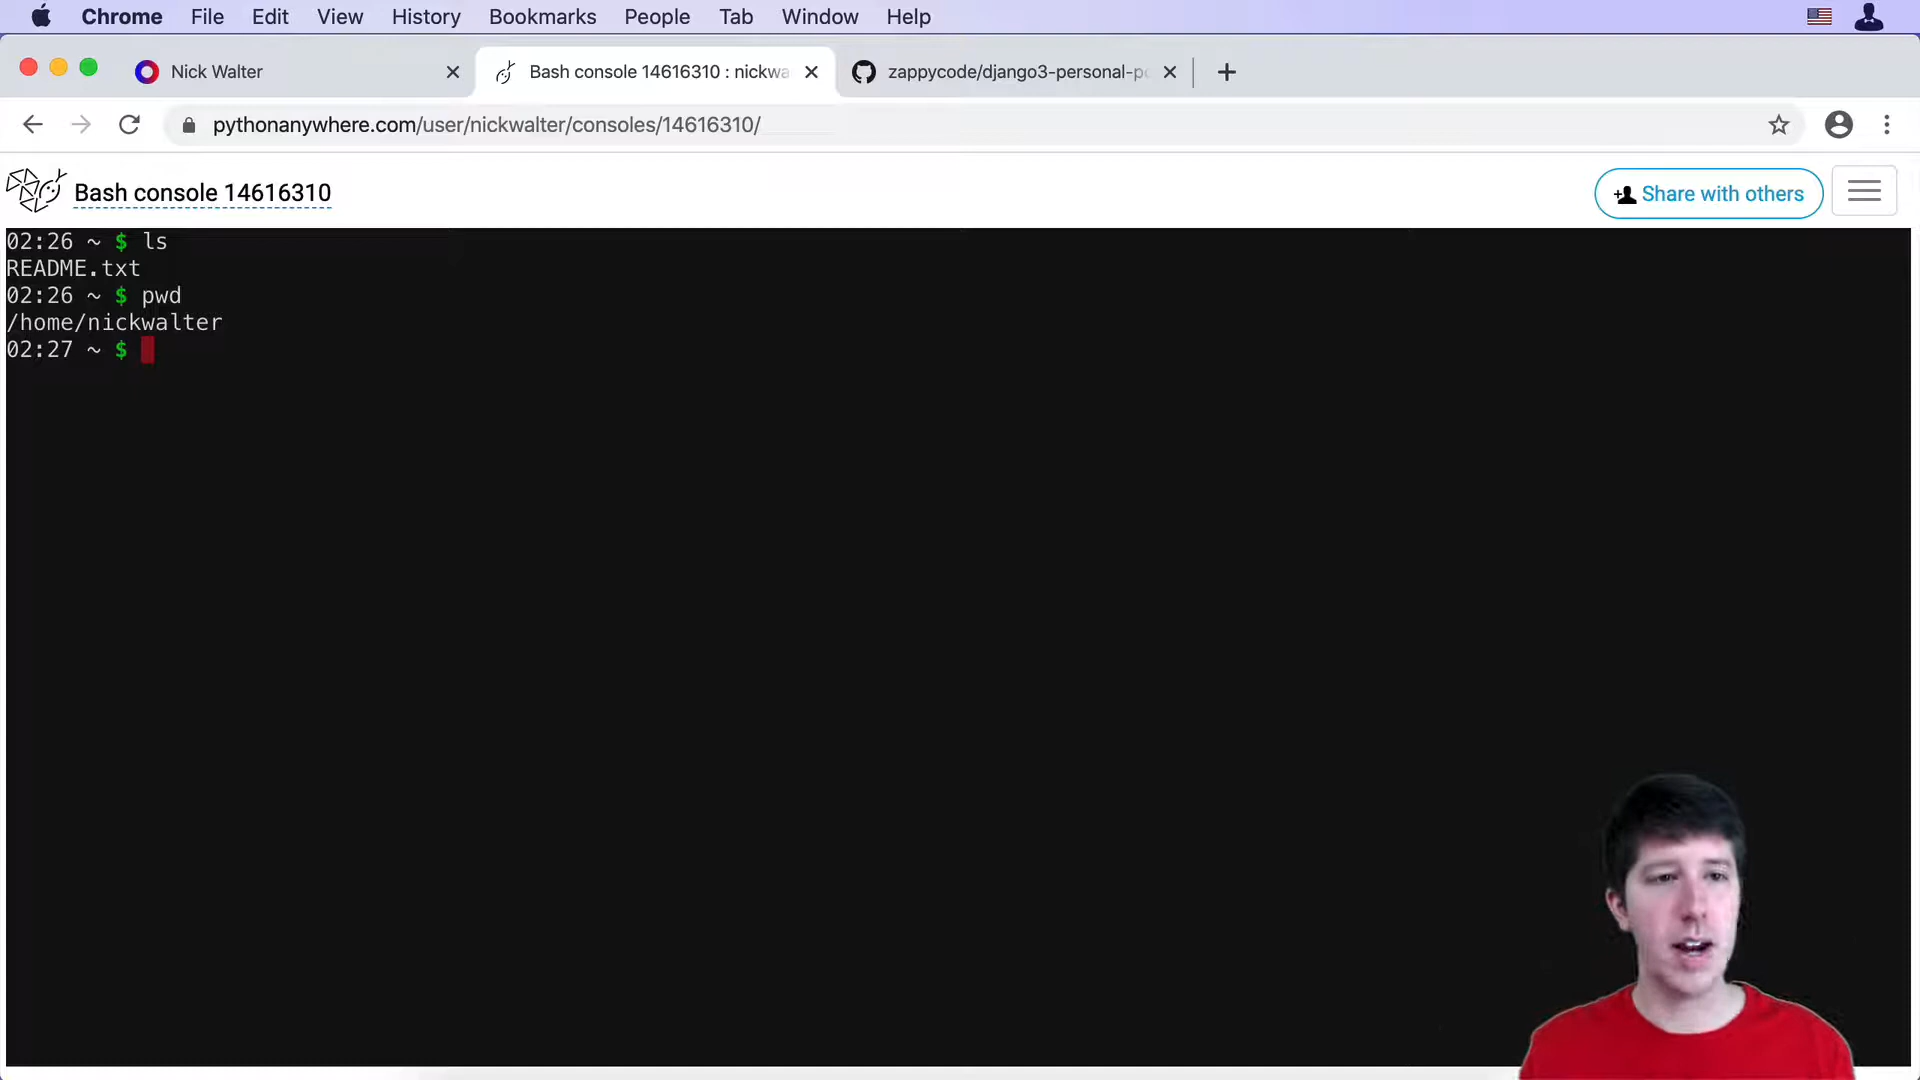 Chrome File Edit View History Bookmarks People Tab Window Help
Nick Walter
Bash console 14616310 : nickwa
zappycode/django3-personal-po
pythonanywhere.com/user/nickwalter/consoles/14616310/
Bash console 14616310
Share with others
02:26 ~ $ ls
README.txt
02:26 ~ $ pwd
/home/nickwalter
02:27 ~ $